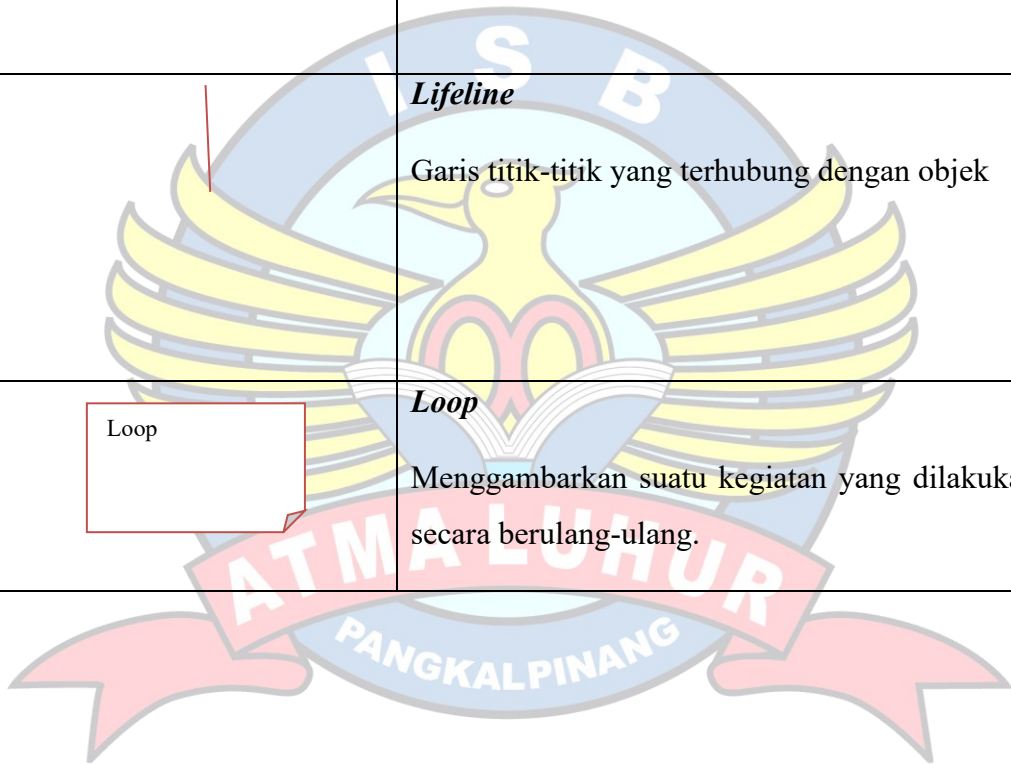 I S B
Lifeline
Garis titik-titik yang terhubung dengan objek
Loop
Loop
Menggambarkan suatu kegiatan yang dilakuka
secara berulang-ulang.
ATMA LUHUR
PANGKALPINANG